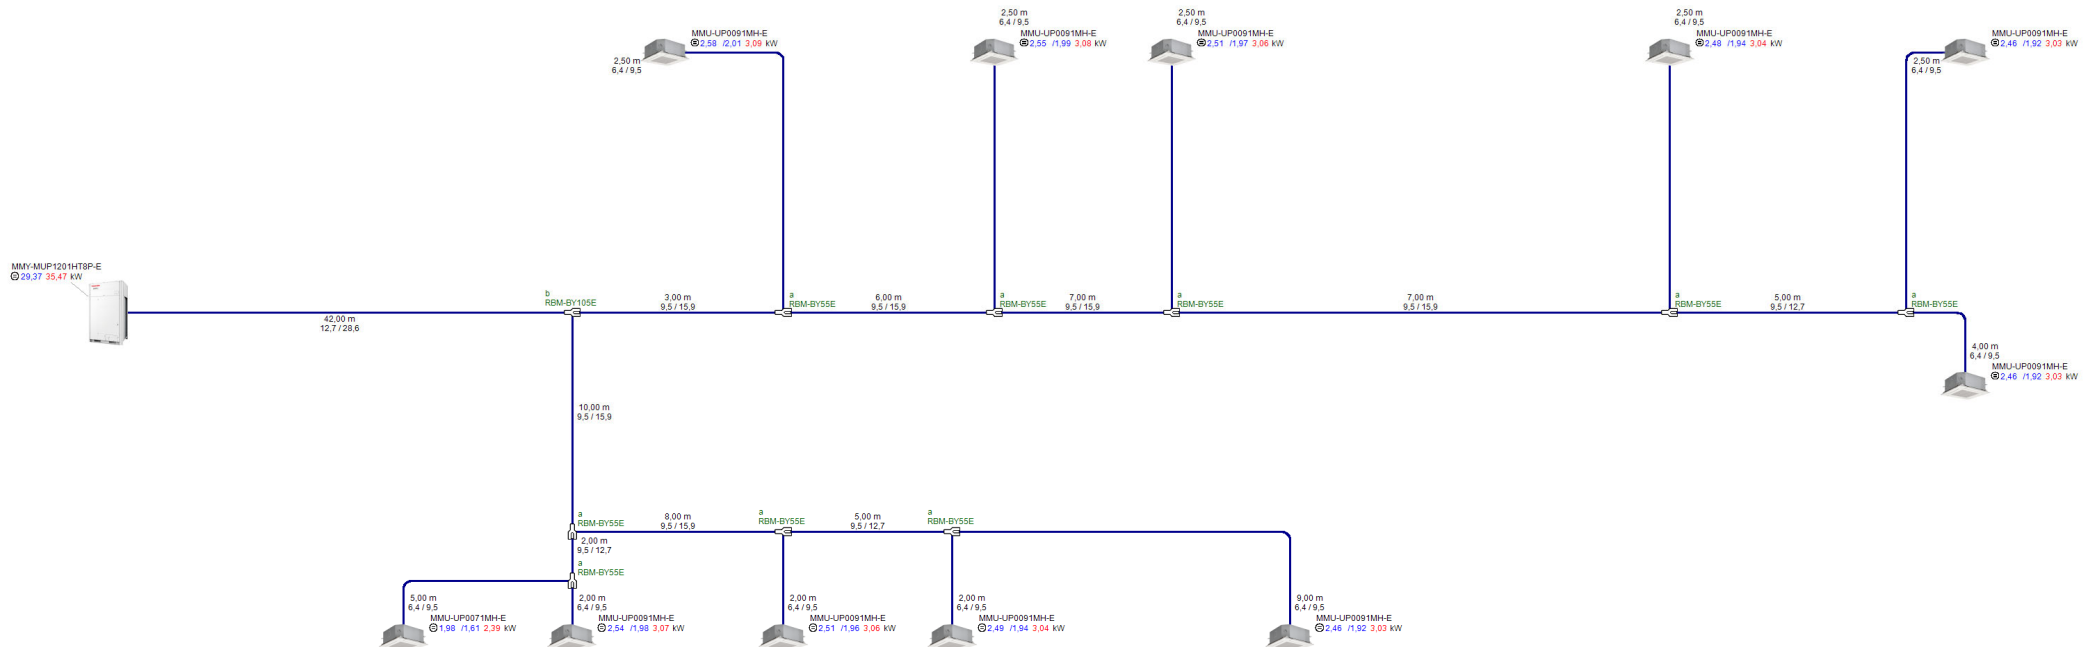 2,50 m
6,4 / 9,5
2,50 m
6,4 / 9,5
2,50 m
6,4 / 9,5
MMU-UP0091MH-E
2,58 /2,01 3,09 kW
MMU-UP0091MH-E
2,55 /1,99 3,08 kW
MMU-UP0091MH-E
2,51 /1,97 3,06 kW
MMU-UP0091MH-E
2,48 /1,94 3,04 kW
MMU-UP0091MH-E
2,46 /1,92 3,03 kW
2,50 m
6,4 / 9,5
2,50 m
6,4 / 9,5
MMY-MUP1201HT8P-E
29,37 35,47 kW
42,00 m
12,7 / 28,6
b
RBM-BY105E
3,00 m
9,5 / 15,9
a
RBM-BY55E
6,00 m
9,5 / 15,9
a
RBM-BY55E
7,00 m
9,5 / 15,9
a
RBM-BY55E
7,00 m
9,5 / 15,9
a
RBM-BY55E
5,00 m
9,5 / 12,7
a
RBM-BY55E
4,00 m
6,4 / 9,5
MMU-UP0091MH-E
2,46 /1,92 3,03 kW
10,00 m
9,5 / 15,9
a
RBM-BY55E
8,00 m
9,5 / 15,9
a
RBM-BY55E
5,00 m
9,5 / 12,7
a
RBM-BY55E
2,00 m
9,5 / 12,7
a
RBM-BY55E
5,00 m
6,4 / 9,5
MMU-UP0071MH-E
1,98 /1,61 2,39 kW
2,00 m
6,4 / 9,5
MMU-UP0091MH-E
2,54 /1,98 3,07 kW
2,00 m
6,4 / 9,5
MMU-UP0091MH-E
2,51 /1,96 3,06 kW
2,00 m
6,4 / 9,5
MMU-UP0091MH-E
2,49 /1,94 3,04 kW
9,00 m
6,4 / 9,5
MMU-UP0091MH-E
2,46 /1,92 3,03 kW